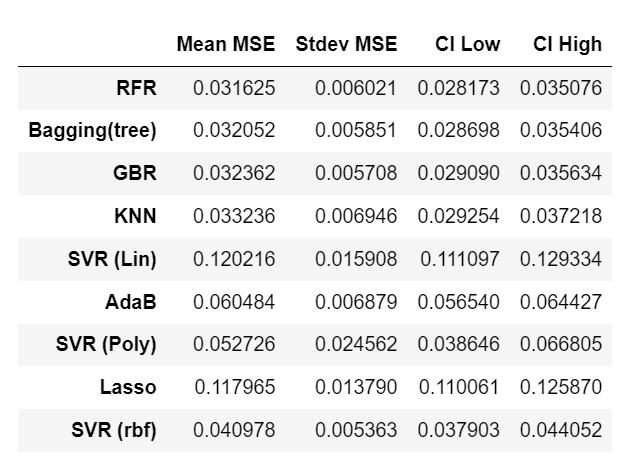 Mean MSE Stdev MSE CI Low CI High
RFR 0.031625 0.006021 0.028173 0.035076
Bagging(tree) 0.032052 0.005851 0.028698 0.035406
GBR 0.032362 0.005708 0.029090 0.035634
KNN 0.033236 0.006946 0.029254 0.037218
SVR (Lin) 0.120216 0.015908 0.111097 0.129334
AdaB 0.060484 0.006879 0.056540 0.064427
SVR (Poly) 0.052726 0.024562 0.038646 0.066805
Lasso 0.117965 0.013790 0.110061 0.125870
SVR (rbf) 0.040978 0.005363 0.037903 0.044052